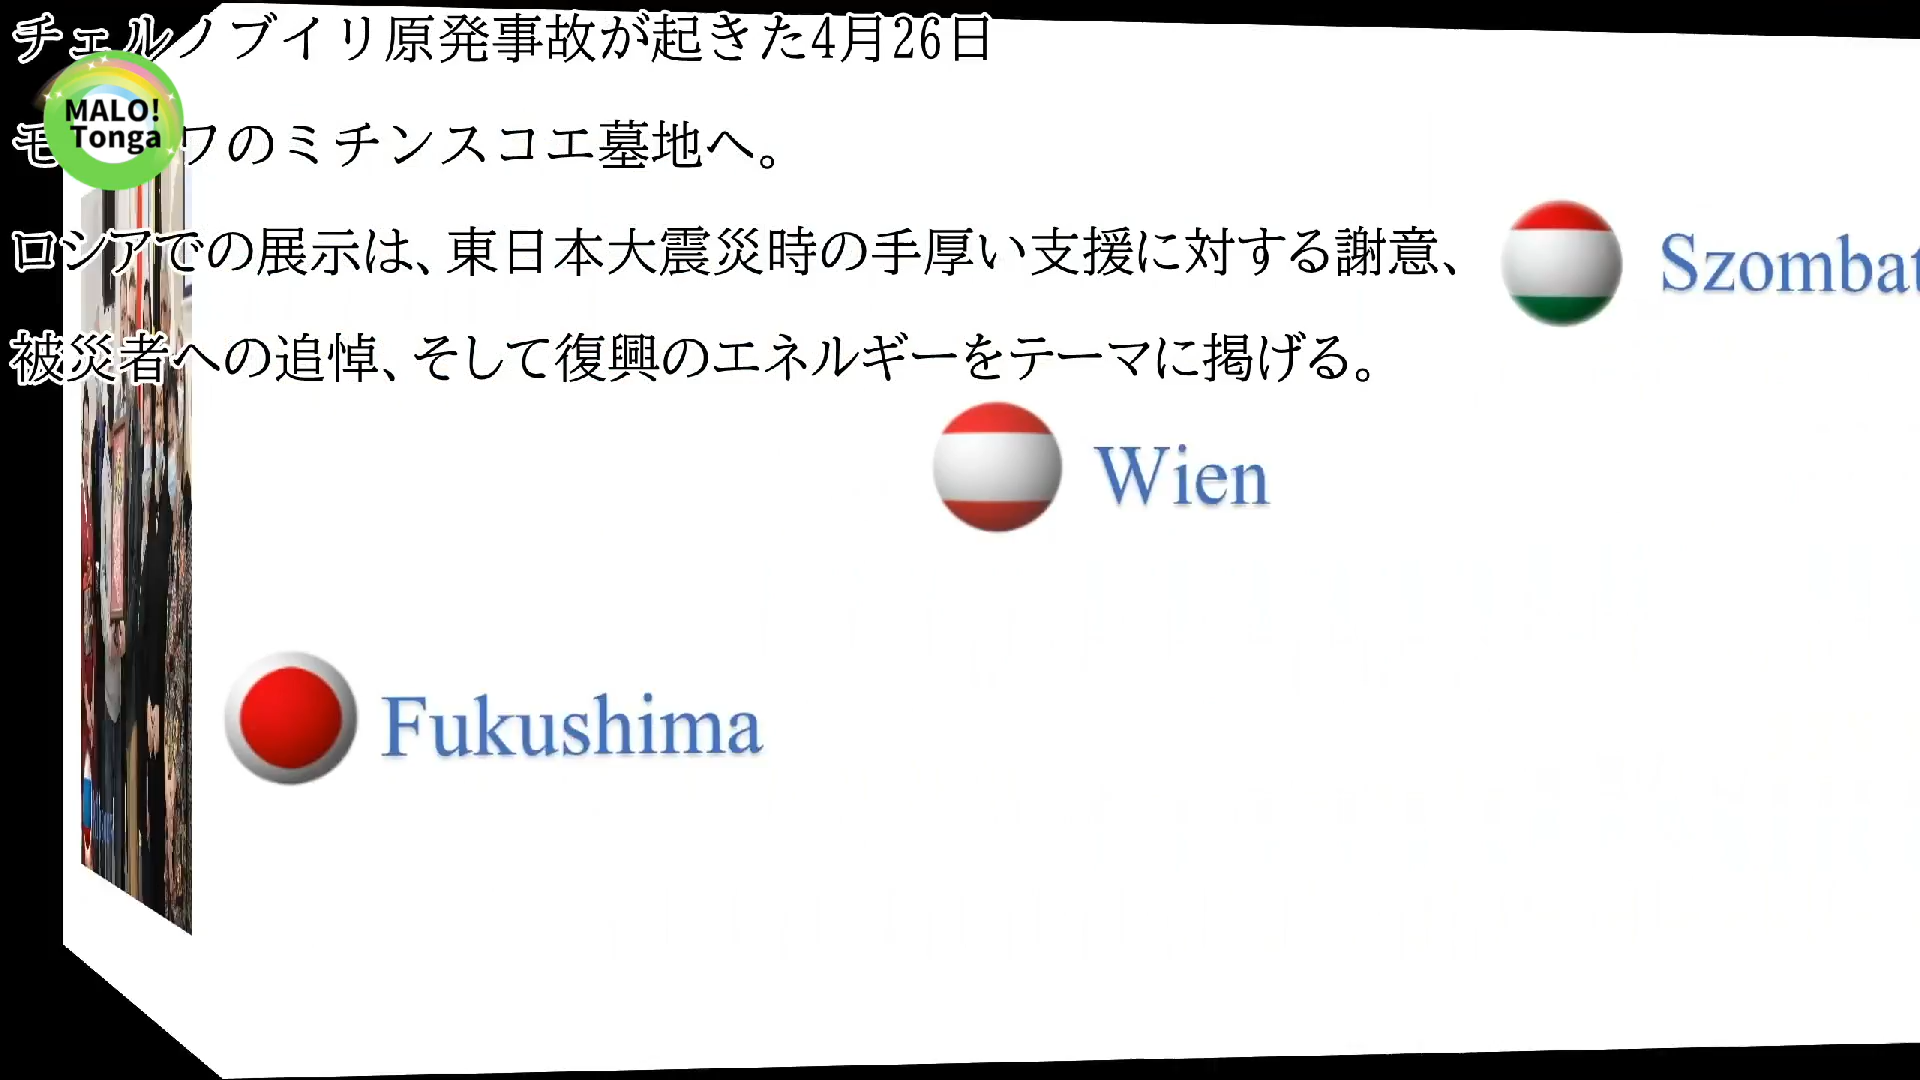 チェルノブイリ原発事故が起きた4月26日
MALO!
Tonga
モ ワのミチンスコエ墓地へ。
ロシアでの展示は、東日本大震災時の手厚い支援に対する謝意、
Szombat
被災者への追悼、そして復興のエネルギーをテーマに掲げる。
Wien
Fukushima